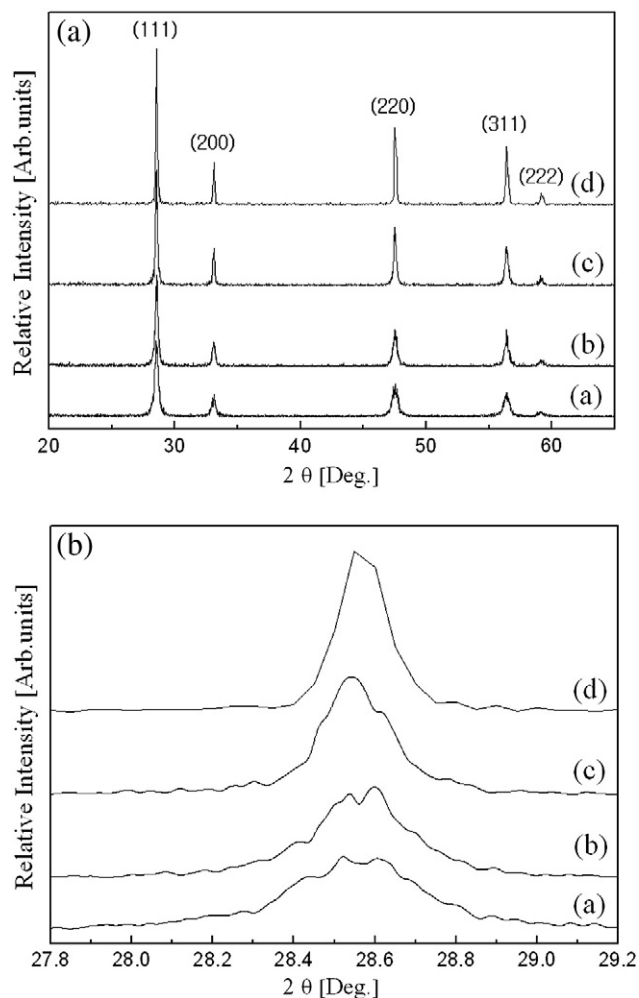 (a)
(111)
(200)
(220)
(311)
(222)
(d)
(c)
(b)
(a)
Relative Intensity [Arb.units]
20 30 40 50 60
2 θ [Deg.]
(b)
(d)
(c)
(b)
(a)
Relative Intensity [Arb.units]
27.8 28.0 28.2 28.4 28.6 28.8 29.0 29.2
2 θ [Deg.]